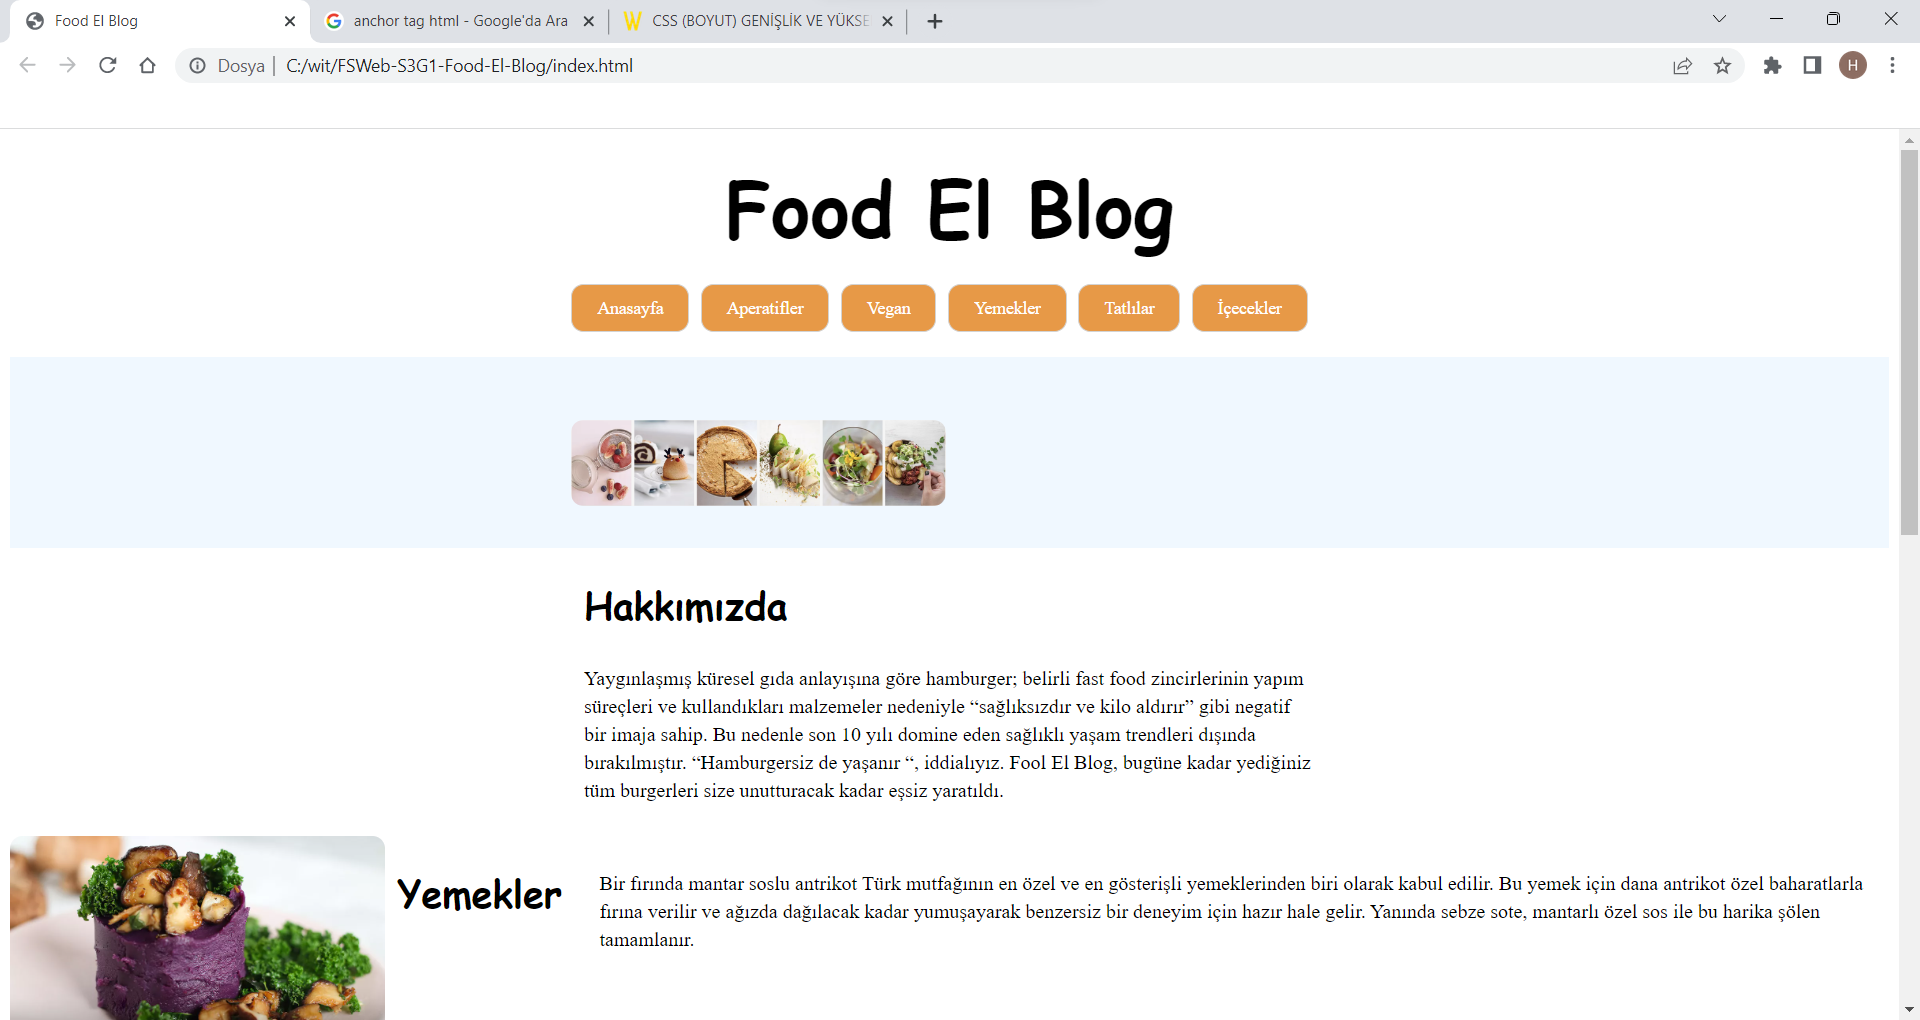 Food El Blog
anchor tag html - Google'da Ara
CSS (BOYUT) GENİŞLİK VE YÜKSE
Dosya
C:/wit/FSWeb-S3G1-Food-El-Blog/index.html
H
Food El Blog
Anasayfa Aperatifler Vegan Yemekler Tatlılar İçecekler
Hakkımızda
Yaygınlaşmış küresel gıda anlayışına göre hamburger; belirli fast food zincirlerinin yapım
süreçleri ve kullandıkları malzemeler nedeniyle “sağlıksızdır ve kilo aldırır” gibi negatif
bir imaja sahip. Bu nedenle son 10 yılı domine eden sağlıklı yaşam trendleri dışında
bırakılmıştır. “Hamburgersiz de yaşanır “, iddialıyız. Fool El Blog, bugüne kadar yediğiniz
tüm burgerleri size unutturacak kadar eşsiz yaratıldı.
Yemekler
Bir fırında mantar soslu antrikot Türk mutfağının en özel ve en gösterişli yemeklerinden biri olarak kabul edilir. Bu yemek için dana antrikot özel baharatlarla
fırına verilir ve ağızda dağılacak kadar yumuşayarak benzersiz bir deneyim için hazır hale gelir. Yanında sebze sote, mantarlı özel sos ile bu harika şölen
tamamlanır.